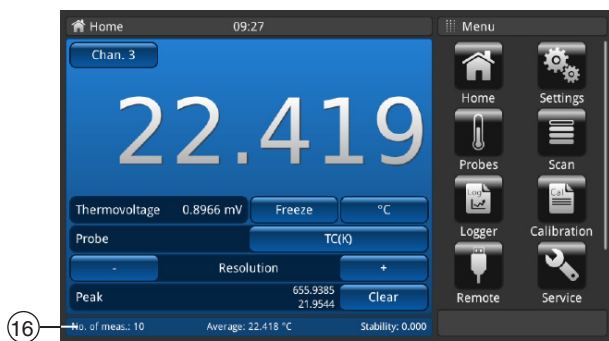 Home 09:27 Menu
Chan. 3
22.419
Home Settings
Probes Scan
Log Cal
Logger Calibration
Remote Service
Thermovoltage 0.8966 mV Freeze °C
Probe TC(K)
- Resolution +
Peak 655.9385 Clear
21.9544
16 No. of meas.: 10 Average: 22.418 °C Stability: 0.000